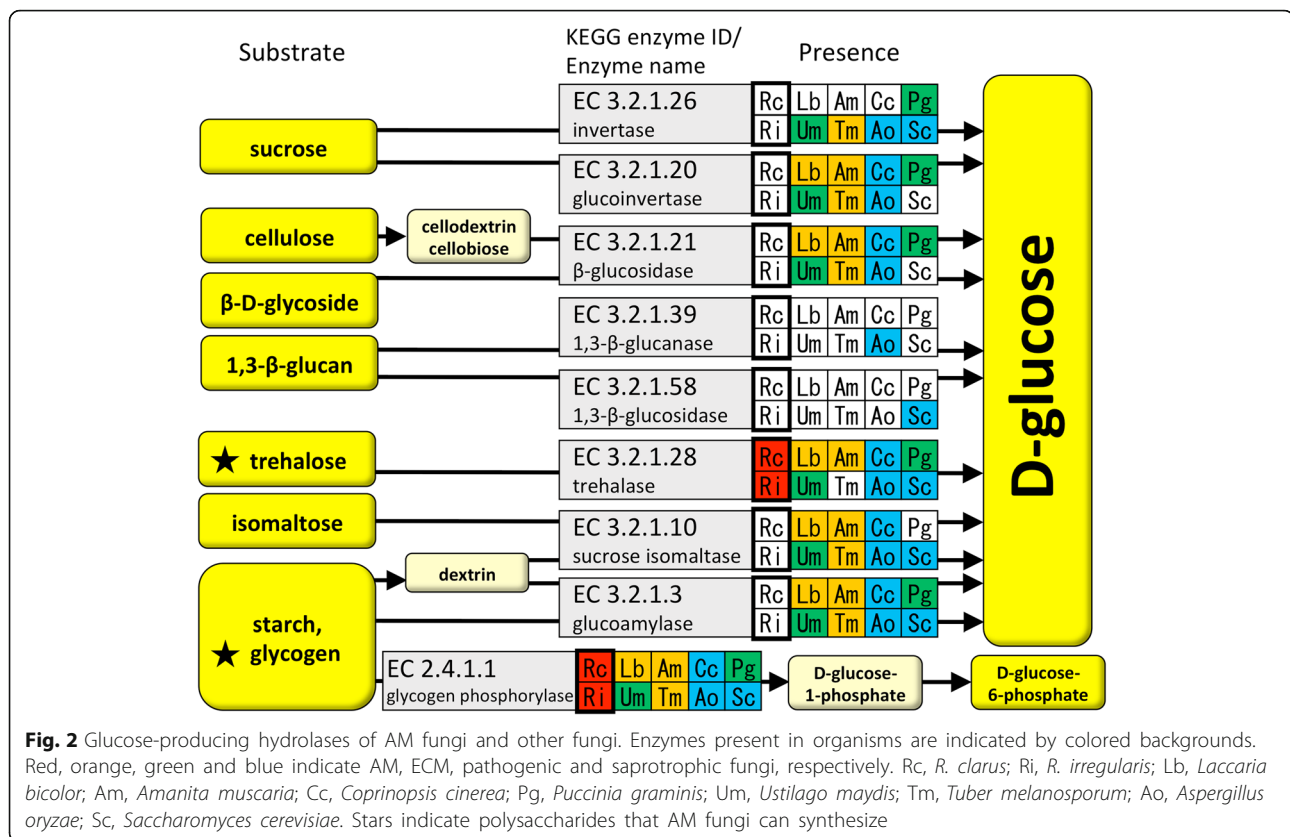 Substrate
KEGG enzyme ID/
Enzyme name
Presence
sucrose
cellulose
cellodextrin
cellobiose
β-D-glycoside
1,3-β-glucan
★ trehalose
isomaltose
dextrin
starch,
★ glycogen
EC 3.2.1.26
invertase
Rc Lb Am Cc Pg
Ri Um Tm Ao Sc
EC 3.2.1.20
glucoinvertase
Rc Lb Am Cc Pg
Ri Um Tm Ao Sc
EC 3.2.1.21
β-glucosidase
Rc Lb Am Cc Pg
Ri Um Tm Ao Sc
EC 3.2.1.39
1,3-β-glucanase
Rc Lb Am Cc Pg
Ri Um Tm Ao Sc
EC 3.2.1.58
1,3-β-glucosidase
Rc Lb Am Cc Pg
Ri Um Tm Ao Sc
EC 3.2.1.28
trehalase
Rc Lb Am Cc Pg
Ri Um Tm Ao Sc
EC 3.2.1.10
sucrose isomaltase
Rc Lb Am Cc Pg
Ri Um Tm Ao Sc
EC 3.2.1.3
glucoamylase
Rc Lb Am Cc Pg
Ri Um Tm Ao Sc
D-glucose
EC 2.4.1.1
glycogen phosphorylase
Rc Lb Am Cc Pg
Ri Um Tm Ao Sc
D-glucose-
1-phosphate
D-glucose-
6-phosphate
Fig. 2 Glucose-producing hydrolases of AM fungi and other fungi. Enzymes present in organisms are indicated by colored backgrounds.
Red, orange, green and blue indicate AM, ECM, pathogenic and saprotrophic fungi, respectively. Rc, R. clarus; Ri, R. irregularis; Lb, Laccaria
bicolor; Am, Amanita muscaria; Cc, Coprinopsis cinerea; Pg, Puccinia graminis; Um, Ustilago maydis; Tm, Tuber melanosporum; Ao, Aspergillus
oryzae; Sc, Saccharomyces cerevisiae. Stars indicate polysaccharides that AM fungi can synthesize